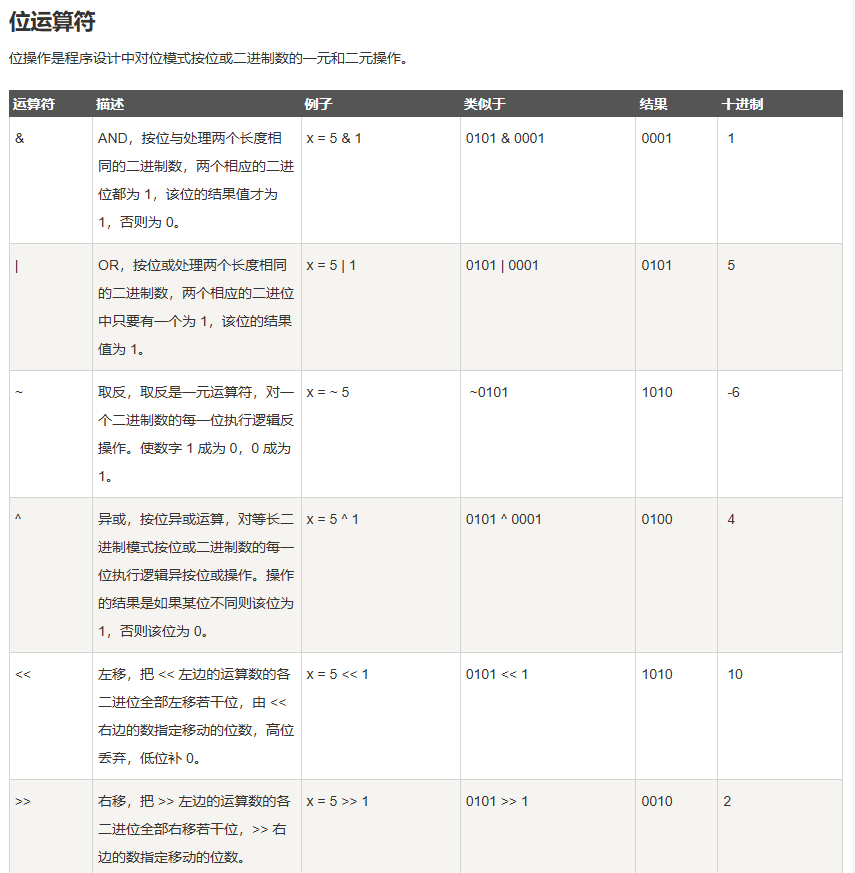 位运算符
位操作是程序设计中对位模式按位或二进制数的一元和二元操作。
运算符 描述 例子 类似于 结果 十进制
& AND，按位与处理两个长度相 x = 5 & 1 0101 & 0001 0001 1
同的二进制数，两个相应的二进
位都为 1，该位的结果值才为
1，否则为 0。
| OR，按位或处理两个长度相同 x = 5 | 1 0101 | 0001 0101 5
的二进制数，两个相应的二进位
中只要有一个为 1，该位的结果
值为 1。
~ 取反，取反是一元运算符，对一 x = ~ 5 ~0101 1010 -6
个二进制数的每一位执行逻辑反
操作。使数字 1 成为 0，0 成为
1。
^ 异或，按位异或运算，对等长二 x = 5 ^ 1 0101 ^ 0001 0100 4
进制模式按位或二进制数的每一
位执行逻辑异按位或操作。操作
的结果是如果某位不同则该位为
1，否则该位为 0。
<< 左移，把 << 左边的运算数的各 x = 5 << 1 0101 << 1 1010 10
二进位全部左移若干位，由 <<
右边的数指定移动的位数，高位
丢弃，低位补 0。
>> 右移，把 >> 左边的运算数的各 x = 5 >> 1 0101 >> 1 0010 2
二进位全部右移若干位，>> 右
边的数指定移动的位数。